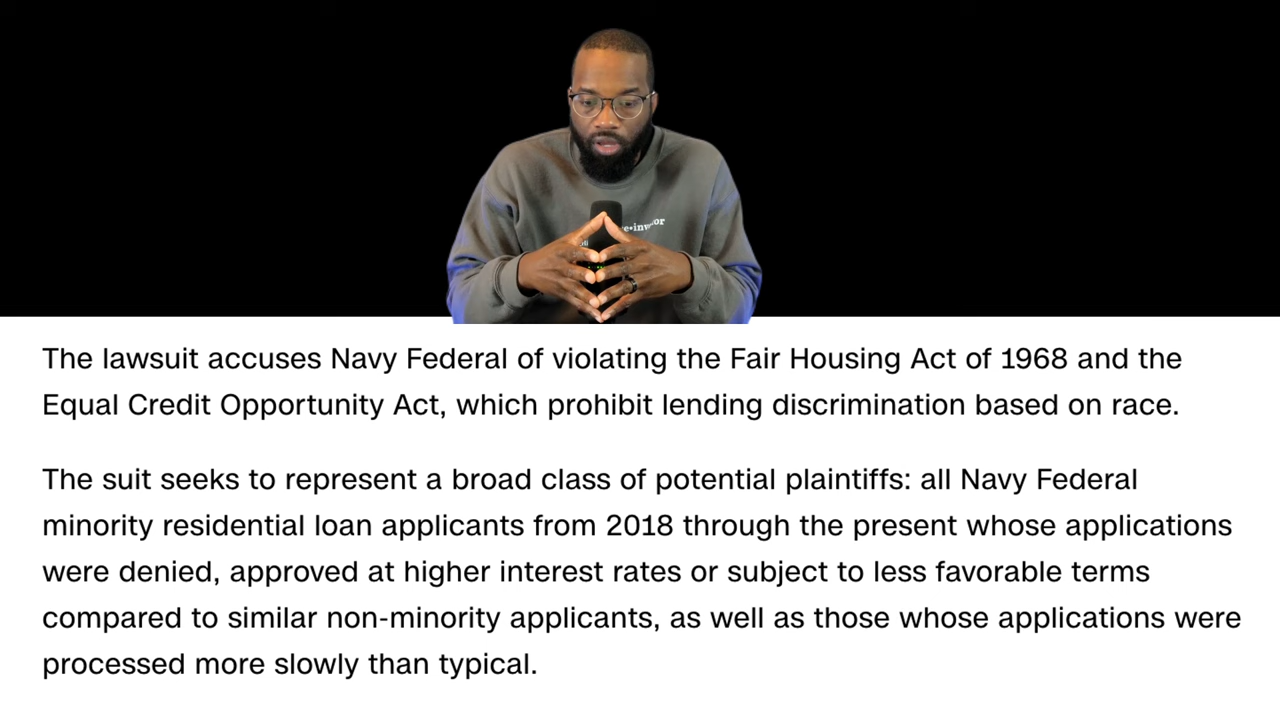 The lawsuit accuses Navy Federal of violating the Fair Housing Act of 1968 and the
Equal Credit Opportunity Act, which prohibit lending discrimination based on race.
The suit seeks to represent a broad class of potential plaintiffs: all Navy Federal
minority residential loan applicants from 2018 through the present whose applications
were denied, approved at higher interest rates or subject to less favorable terms
compared to similar non-minority applicants, as well as those whose applications were
processed more slowly than typical.